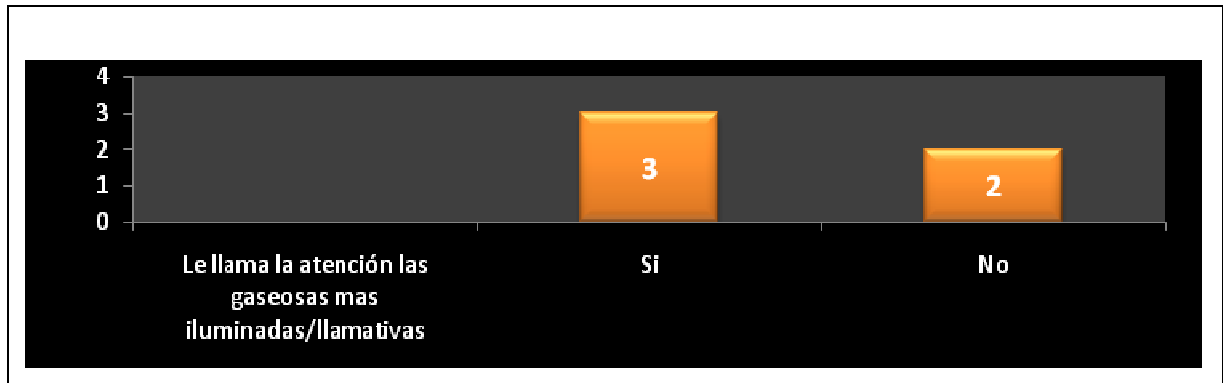 4
3
2
1
0
3
2
Le llama la atención las
gaseosas mas
iluminadas/llamativas
Si
No